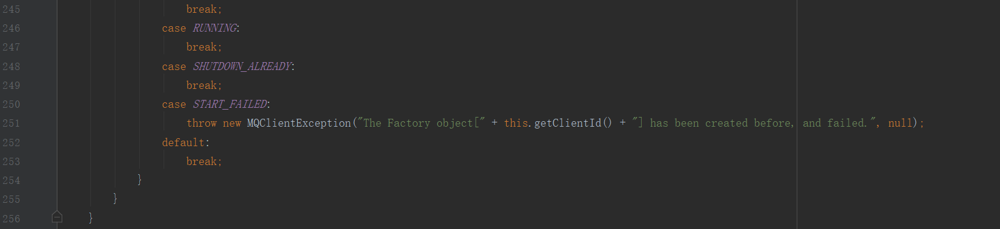 245 break;
246 case RUNNING:
247 break;
248 case SHUTDOWN_ALREADY:
249 break;
250 case START_FAILED:
251 throw new MQClientException("The Factory object[" + this.getClientId() + "] has been created before, and failed.", null);
252 default:
253 break;
254 }
255 }
256 }